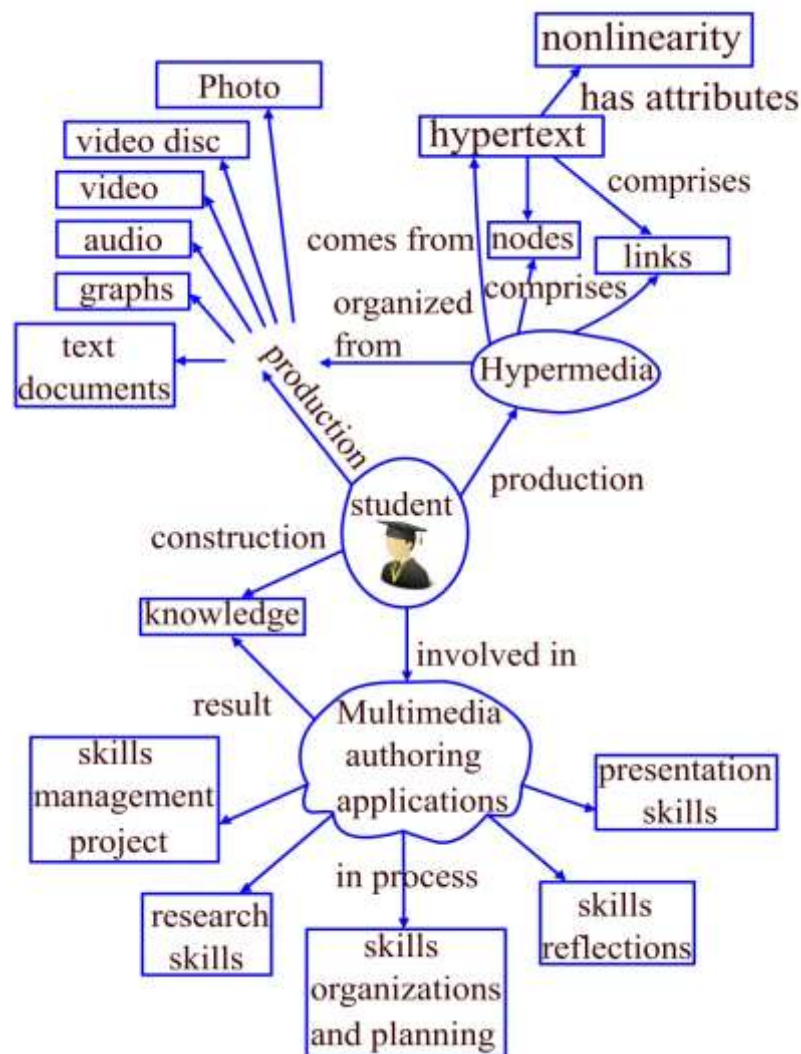 nonlinearity
Photo
has attributes
video disc
hypertext
video
comprises
audio
comes from
nodes
links
graphs
comprises
organized
from
text
documents
production
Hypermedia
student
production
construction
knowledge
involved in
result
Multimedia
authoring
applications
skills
management
project
presentation
skills
in process
research
skills
skills
reflections
skills
organizations
and planning